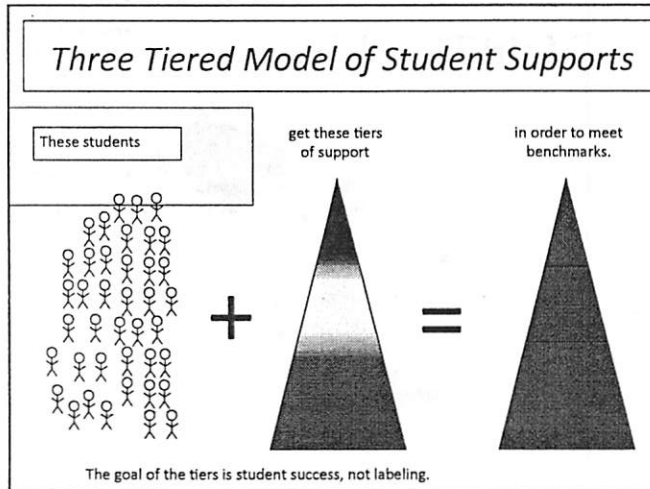 Three Tiered Model of Student Supports
These students
get these tiers
of support
in order to meet
benchmarks.
+
=
The goal of the tiers is student success, not labeling.